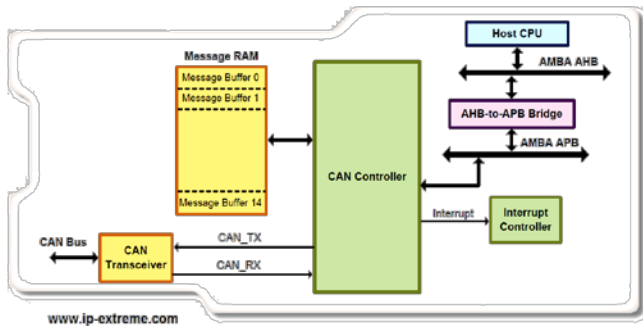 Host CPU
Message RAM
AMBA AHB
Message Buffer 0
Message Buffer 1
AHB-to-APB Bridge
AMBA APB
CAN Controller
Message Buffer 14
Interrupt
Interrupt
Controller
CAN Bus
CAN
Transceiver
CAN_TX
CAN_RX
www.ip-extreme.com